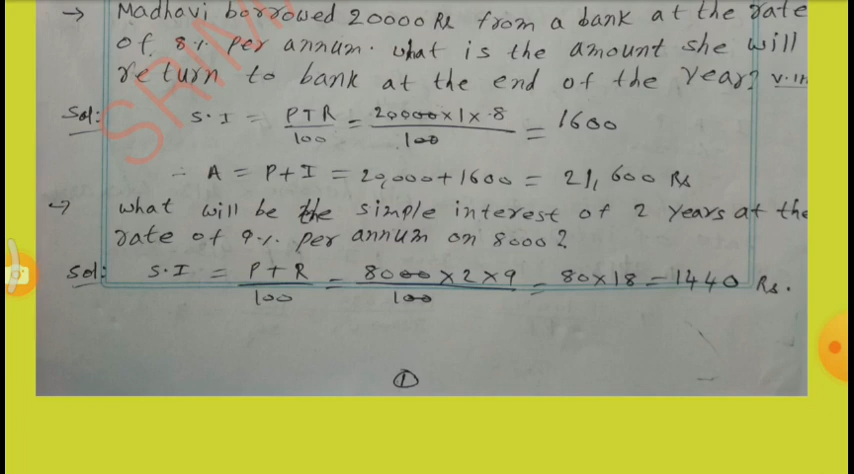 → Madhavi borrowed 20000 Rs from a bank at the rate
of 8% per annum. what is the amount she will
return to bank at the end of the year? V.Im
Sol: S.I = PTR/100 = 20000×1×8/100 = 1600
∴ A = P+I = 20,000+1600 = 21,600 Rs
→ what will be the simple interest of 2 years at the
rate of 9% per annum on 8000?
Sol: S.I = PTR/100 = 8000×2×9/100 = 80×18 = 1440 Rs.
1